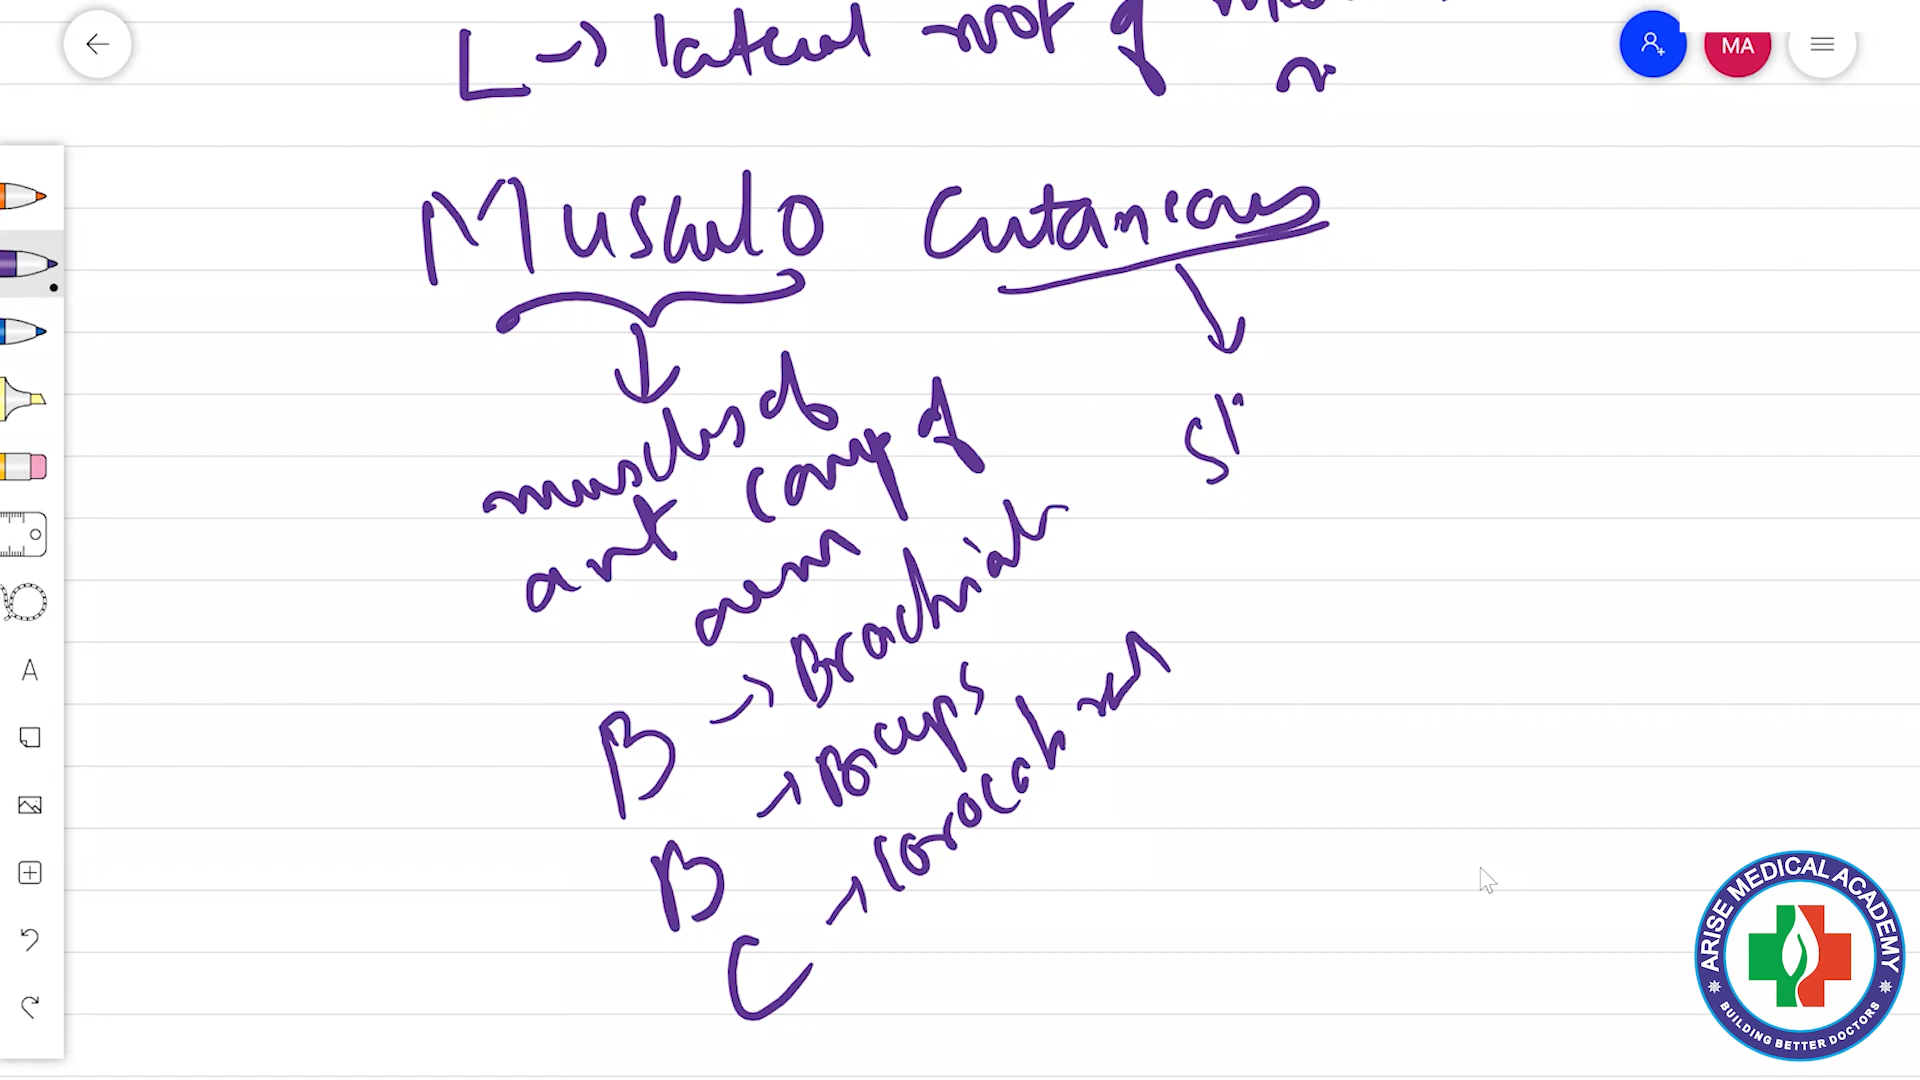 L → lateral root of
MA
Musculo Cutaneous
muscles of
ant comp of
arm
B → Brachialis
B → Biceps
C → Coracob
A
ARISE MEDICAL ACADEMY
BUILDING BETTER DOCTORS